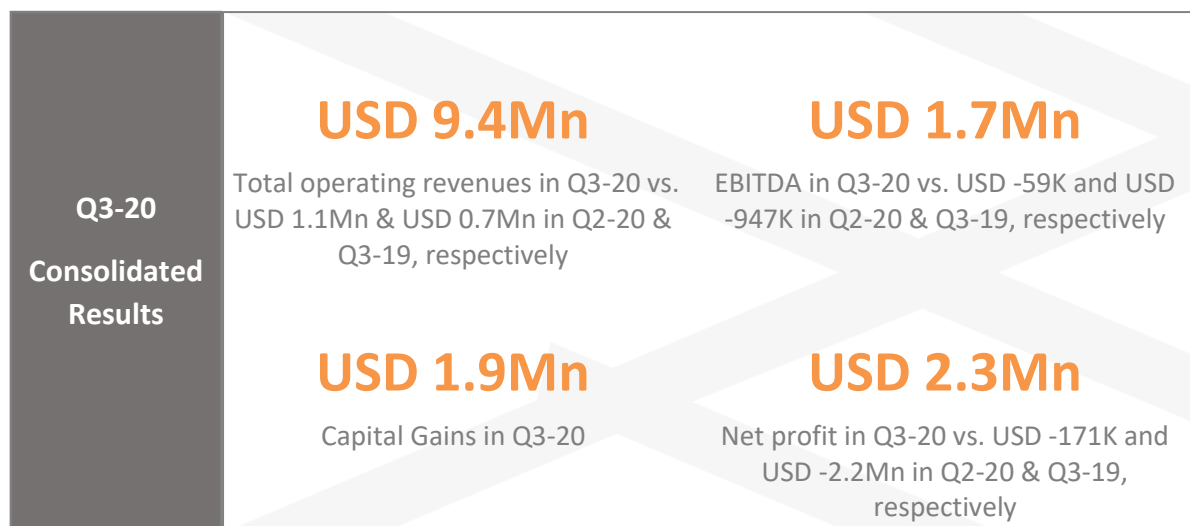 Q3-20
Consolidated
Results
USD 9.4Mn
Total operating revenues in Q3-20 vs.
USD 1.1Mn & USD 0.7Mn in Q2-20 &
Q3-19, respectively
USD 1.7Mn
EBITDA in Q3-20 vs. USD -59K and USD
-947K in Q2-20 & Q3-19, respectively
USD 1.9Mn
Capital Gains in Q3-20
USD 2.3Mn
Net profit in Q3-20 vs. USD -171K and
USD -2.2Mn in Q2-20 & Q3-19,
respectively